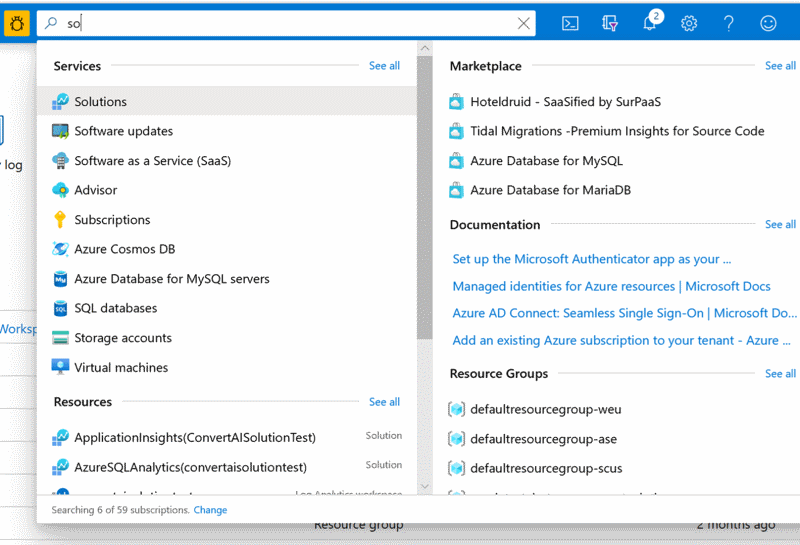 so
2
Services
See all
Solutions
Software updates
Software as a Service (SaaS)
Advisor
Subscriptions
Azure Cosmos DB
Azure Database for MySQL servers
SQL databases
Storage accounts
Virtual machines
Resources
See all
ApplicationInsights(ConvertAISolutionTest)
Solution
AzureSQLAnalytics(convertaisolutiontest)
Solution
Log Analytics workspace
Searching 6 of 59 subscriptions. Change
Marketplace
See all
Hoteldruid - SaaSified by SurPaaS
Tidal Migrations -Premium Insights for Source Code
Azure Database for MySQL
Azure Database for MariaDB
Documentation
See all
Set up the Microsoft Authenticator app as your ...
Managed identities for Azure resources | Microsoft Docs
Azure AD Connect: Seamless Single Sign-On | Microsoft Do...
Add an existing Azure subscription to your tenant - Azure ...
Resource Groups
See all
defaultresourcegroup-weu
defaultresourcegroup-ase
defaultresourcegroup-scus
log
Worksp
Resource group
2 months ago